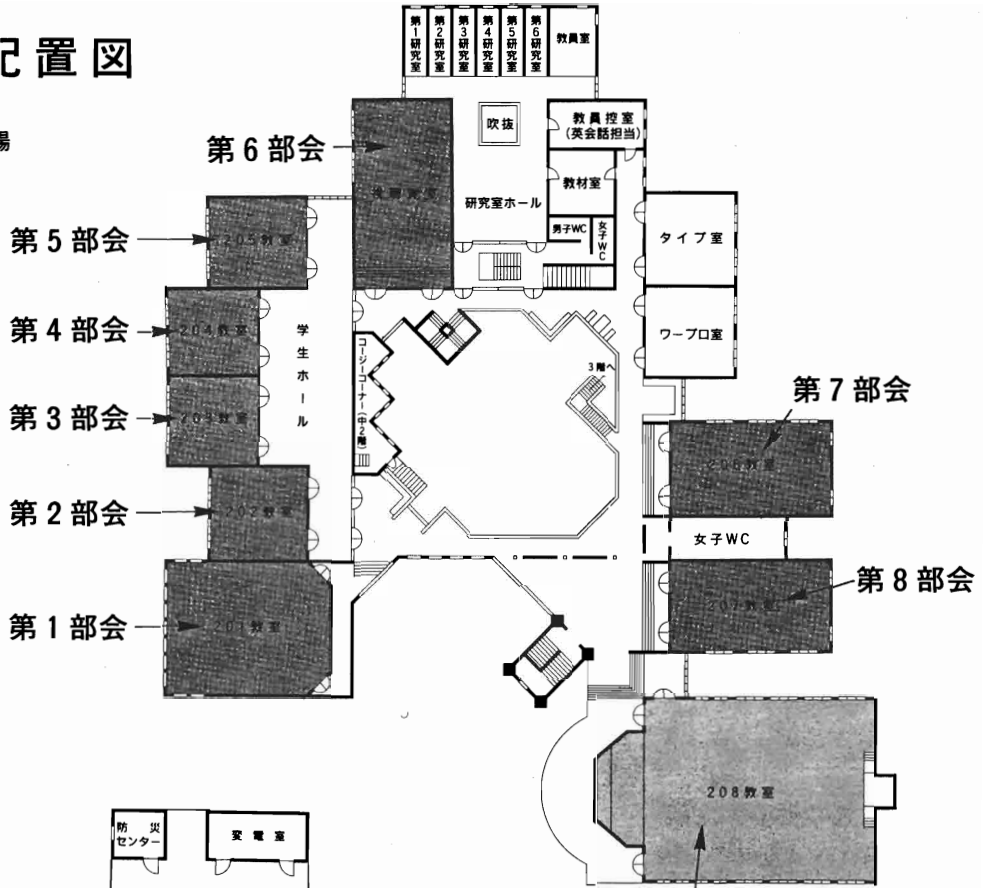 配置図
場
第1研究室
第2研究室
第3研究室
第4研究室
第5研究室
第6研究室
教員室
吹抜
教員控室
(英会話担当)
第6部会
教材室
研究室ホール
男子WC
女子WC
第5部会
205教室
タイプ室
第4部会
204教室
学生ホール
コージーコーナー(中2階)
3階へ
ワープロ室
第3部会
203教室
第7部会
206教室
第2部会
202教室
女子WC
第8部会
207教室
第1部会
201教室
208教室
防災
センター
変電室